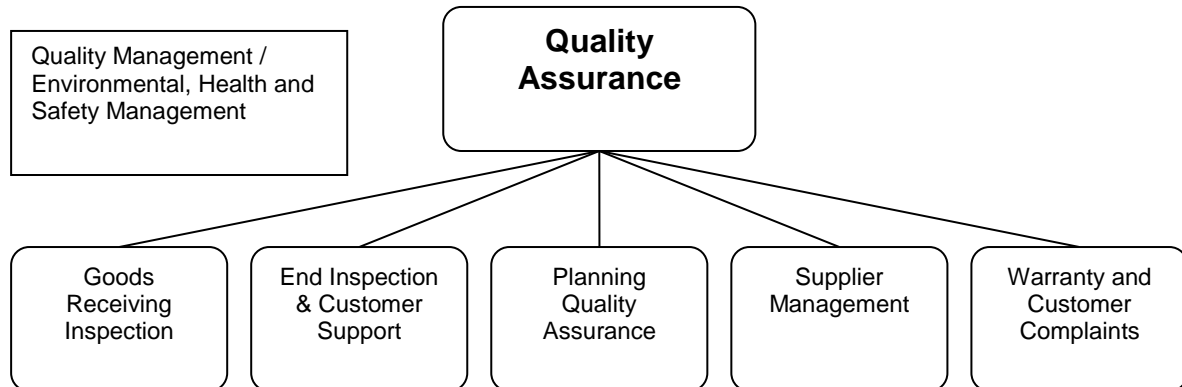 Quality Management /
Environmental, Health and
Safety Management
Quality
Assurance
Goods
Receiving
Inspection
End Inspection
& Customer
Support
Planning
Quality
Assurance
Supplier
Management
Warranty and
Customer
Complaints